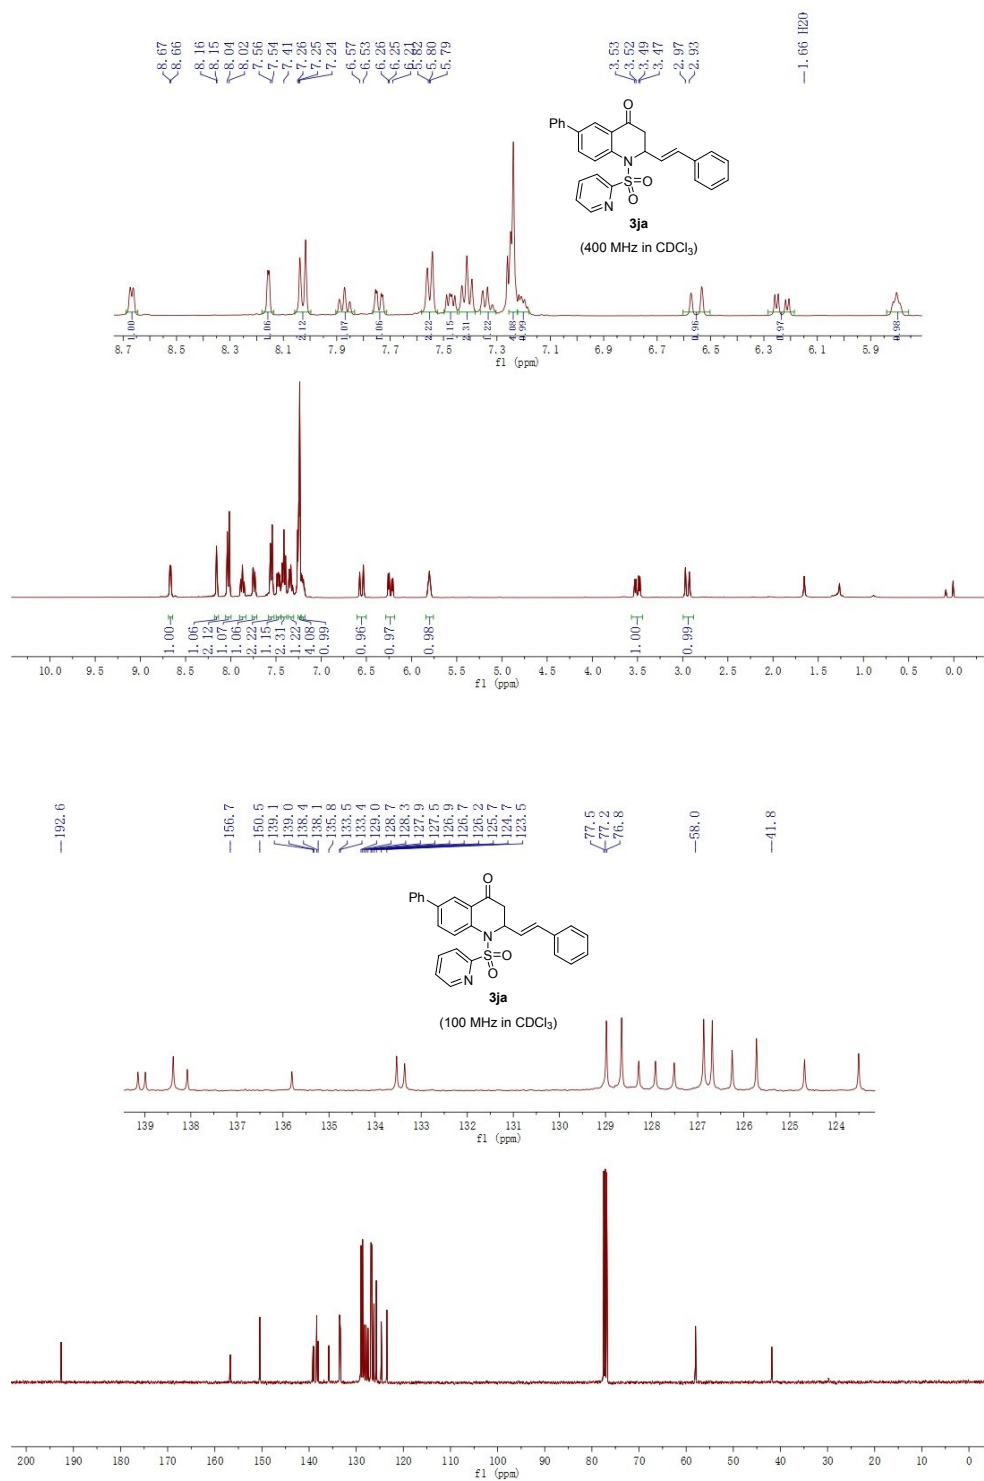 8.67 8.66 8.16 8.15 8.04 8.02 7.56 7.54 7.41 7.26 7.25 7.24 6.57 6.53 6.26 6.25 6.21 5.82 5.80 5.79 3.53 3.52 3.49 3.47 2.97 2.93 1.66 H2O
O
Ph
N
S=O
O
N
3ja
(400 MHz in CDCl3)
1.00 1.06 2.12 1.07 1.06 2.22 1.15 2.31 1.22 4.08 0.99 0.96 0.97 0.98
8.7 8.5 8.3 8.1 7.9 7.7 7.5 7.3 7.1 6.9 6.7 6.5 6.3 6.1 5.9
f1 (ppm)
1.00 1.06 2.12 1.07 1.06 2.22 1.15 2.31 1.22 4.08 0.99 0.96 0.97 0.98 1.00 0.99
10.0 9.5 9.0 8.5 8.0 7.5 7.0 6.5 6.0 5.5 5.0 4.5 4.0 3.5 3.0 2.5 2.0 1.5 1.0 0.5 0.0
f1 (ppm)
192.6 156.7 150.5 139.1 139.0 138.4 138.1 135.8 133.5 133.4 129.0 128.7 128.3 127.9 127.5 126.9 126.7 126.2 125.7 124.7 123.5 77.5 77.2 76.8 58.0 41.8
O
Ph
N
S=O
O
N
3ja
(100 MHz in CDCl3)
139 138 137 136 135 134 133 132 131 130 129 128 127 126 125 124
f1 (ppm)
200 190 180 170 160 150 140 130 120 110 100 90 80 70 60 50 40 30 20 10 0
f1 (ppm)